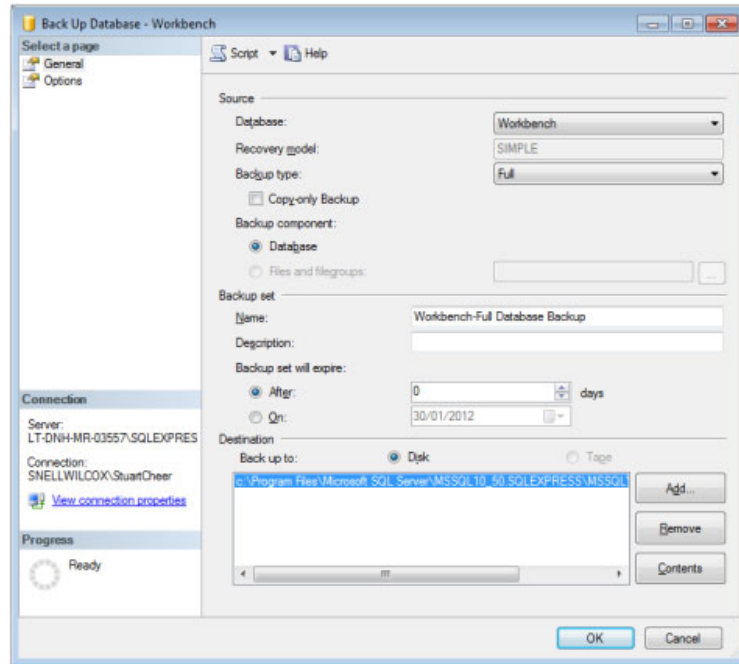 Back Up Database - Workbench
Select a page
General
Options
Script
Help
Source
Database:
Workbench
Recovery model:
SIMPLE
Backup type:
Full
Copy-only Backup
Backup component:
Database
Files and filegroups:
...
Backup set
Name:
Workbench-Full Database Backup
Description:
Backup set will expire:
After:
0
days
On:
30/01/2012
Destination
Back up to:
Disk
Tape
c:\Program Files\Microsoft SQL Server\MSSQL10_50.SQLEXPRESS\MSSQL\
Add...
Remove
Contents
Connection
Server:
LT-DNH-MR-03557\SQLEXPRES
Connection:
SNELLWILCOX\StuartCheer
View connection properties
Progress
Ready
OK
Cancel